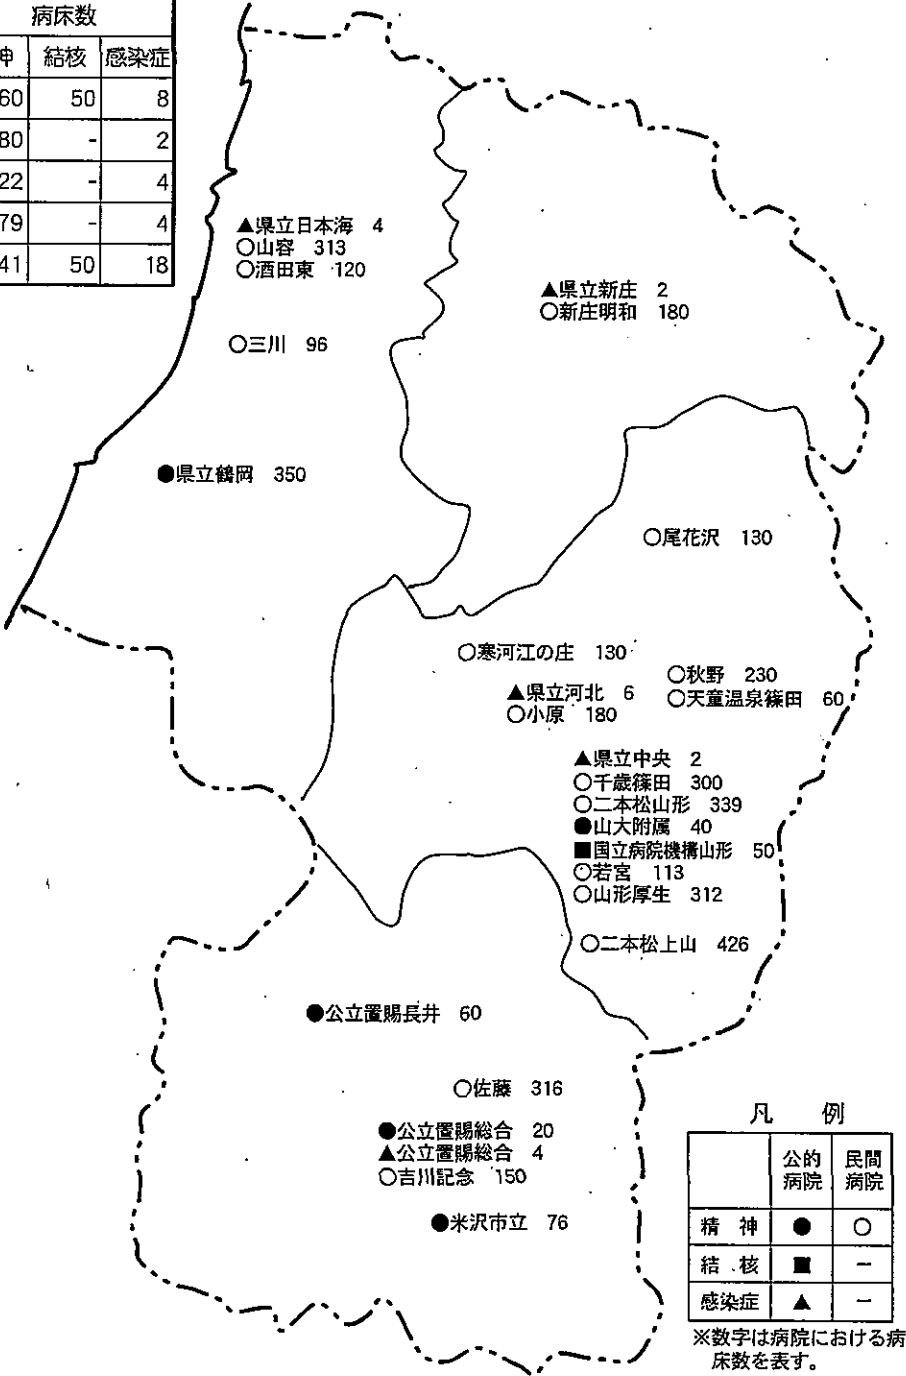 病床数
神 結核 感染症
60 50 8
80 - 2
22 - 4
79 - 4
41 50 18
▲県立日本海 4
○山容 313
○酒田東 120
▲県立新庄 2
○新庄明和 180
○三川 96
●県立鶴岡 350
○尾花沢 130
○寒河江の庄 130
○秋野 230
▲県立河北 6
○天童温泉篠田 60
○小原 180
▲県立中央 2
○千歳篠田 300
○二本松山形 339
●山大附属 40
■国立病院機構山形 50
○若宮 113
○山形厚生 312
○二本松上山 426
●公立置賜長井 60
○佐藤 316
●公立置賜総合 20
▲公立置賜総合 4
○吉川記念 150
●米沢市立 76
凡 例
公的病院 民間病院
精神 ● ○
結核 ■ －
感染症 ▲ －
※数字は病院における病
床数を表す。